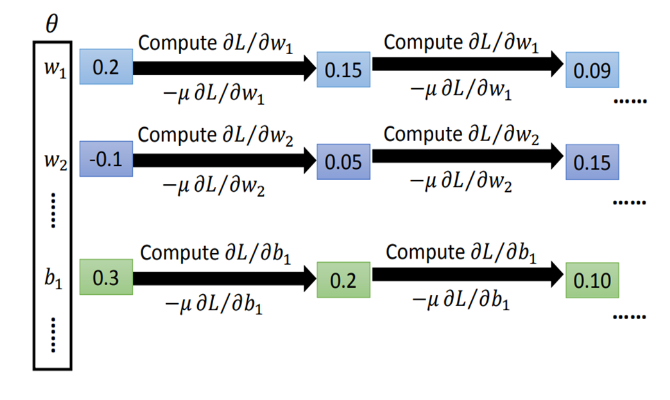 θ
Compute ∂L/∂w₁ Compute ∂L/∂w₁
w₁ 0.2 0.15 0.09
−μ ∂L/∂w₁ −μ ∂L/∂w₁
......
Compute ∂L/∂w₂ Compute ∂L/∂w₂
w₂ -0.1 0.05 0.15
−μ ∂L/∂w₂ −μ ∂L/∂w₂
...... ......
Compute ∂L/∂b₁ Compute ∂L/∂b₁
b₁ 0.3 0.2 0.10
−μ ∂L/∂b₁ −μ ∂L/∂b₁
...... ......